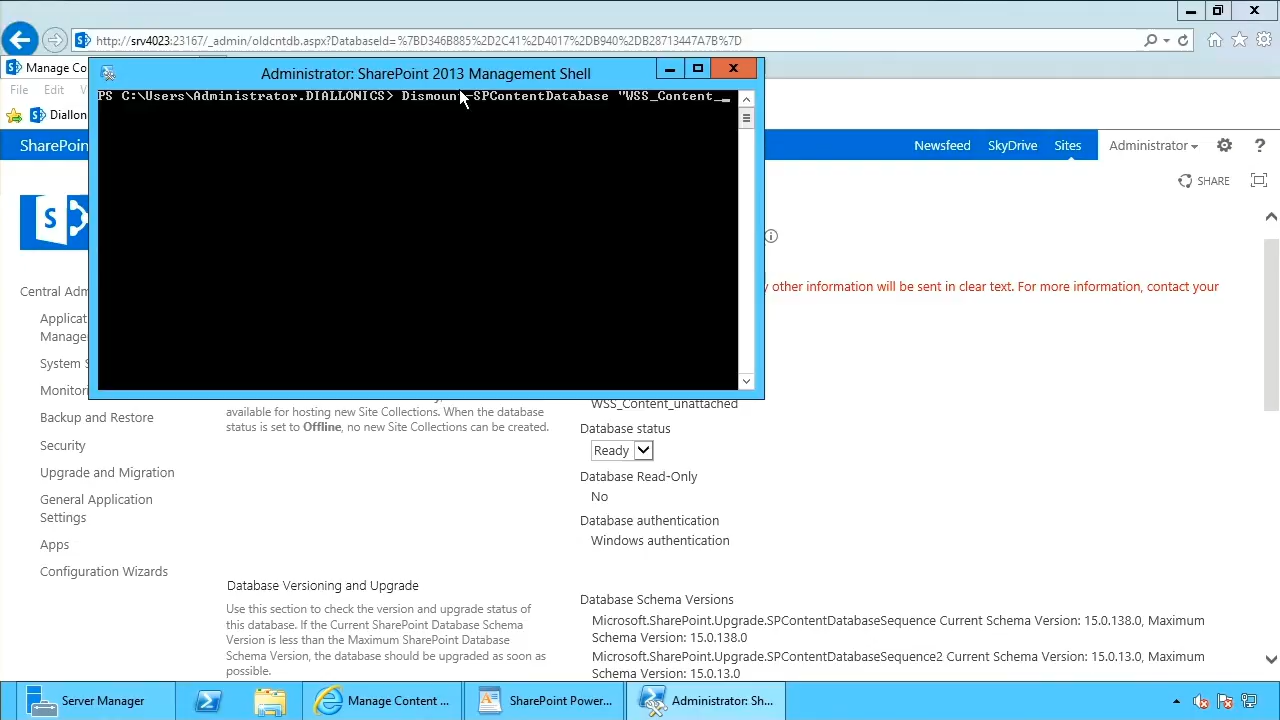 http://srv4023:23167/_admin/oldcntdb.aspx?DatabaseId=%7BD346B885%2D2C41%2D4017%2DB940%2DB28713447A7B%7D
Manage Co
File Edit V
Diallon
Administrator: SharePoint 2013 Management Shell
PS C:\Users\Administrator.DIALLONICS> Dismount-SPContentDatabase "WSS_Content_
SharePoin
Newsfeed SkyDrive Sites Administrator ?
SHARE
Central Adm
Applicat
Manage
System S
Monitori
Backup and Restore
Security
Upgrade and Migration
General Application
Settings
Apps
Configuration Wizards
y other information will be sent in clear text. For more information, contact your
available for hosting new Site Collections. When the database
status is set to Offline, no new Site Collections can be created.
WSS_Content_unattached
Database status
Ready
Database Read-Only
No
Database authentication
Windows authentication
Database Versioning and Upgrade
Use this section to check the version and upgrade status of
this database. If the Current SharePoint Database Schema
Version is less than the Maximum SharePoint Database
Schema Version, the database should be upgraded as soon as
possible.
Database Schema Versions
Microsoft.SharePoint.Upgrade.SPContentDatabaseSequence Current Schema Version: 15.0.138.0, Maximum
Schema Version: 15.0.138.0
Microsoft.SharePoint.Upgrade.SPContentDatabaseSequence2 Current Schema Version: 15.0.13.0, Maximum
Schema Version: 15.0.13.0
Server Manager
Manage Content ...
SharePoint Power...
Administrator: Sh...